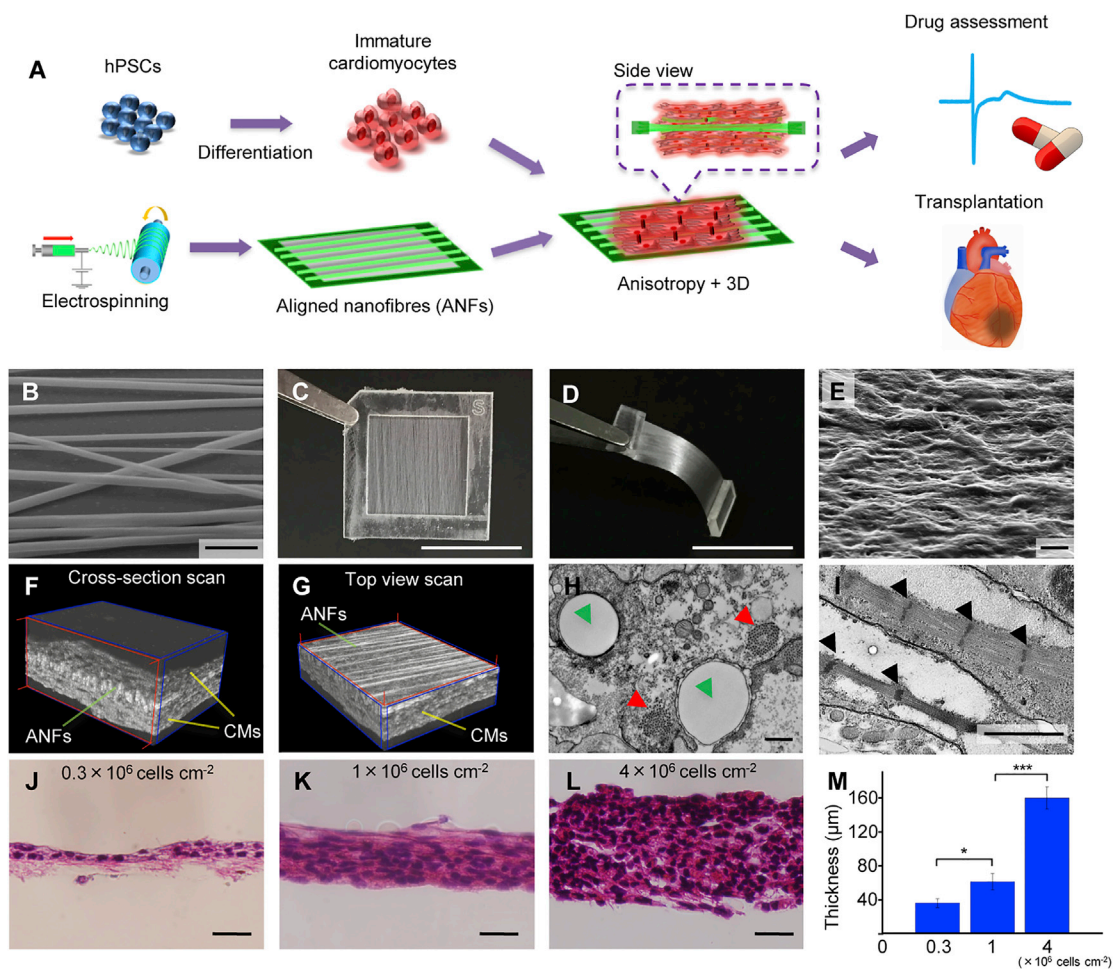 A
hPSCs
Differentiation
Immature
cardiomyocytes
Side view
Drug assessment
Electrospinning
Aligned nanofibres (ANFs)
Anisotropy + 3D
Transplantation
B
C
S
D
E
F
Cross-section scan
ANFs
CMs
G
Top view scan
ANFs
CMs
H
I
J
0.3 × 10⁶ cells cm⁻²
K
1 × 10⁶ cells cm⁻²
L
4 × 10⁶ cells cm⁻²
M
Thickness (μm)
160
120
80
40
0
*
***
0.3
1
4
(× 10⁶ cells cm⁻²)